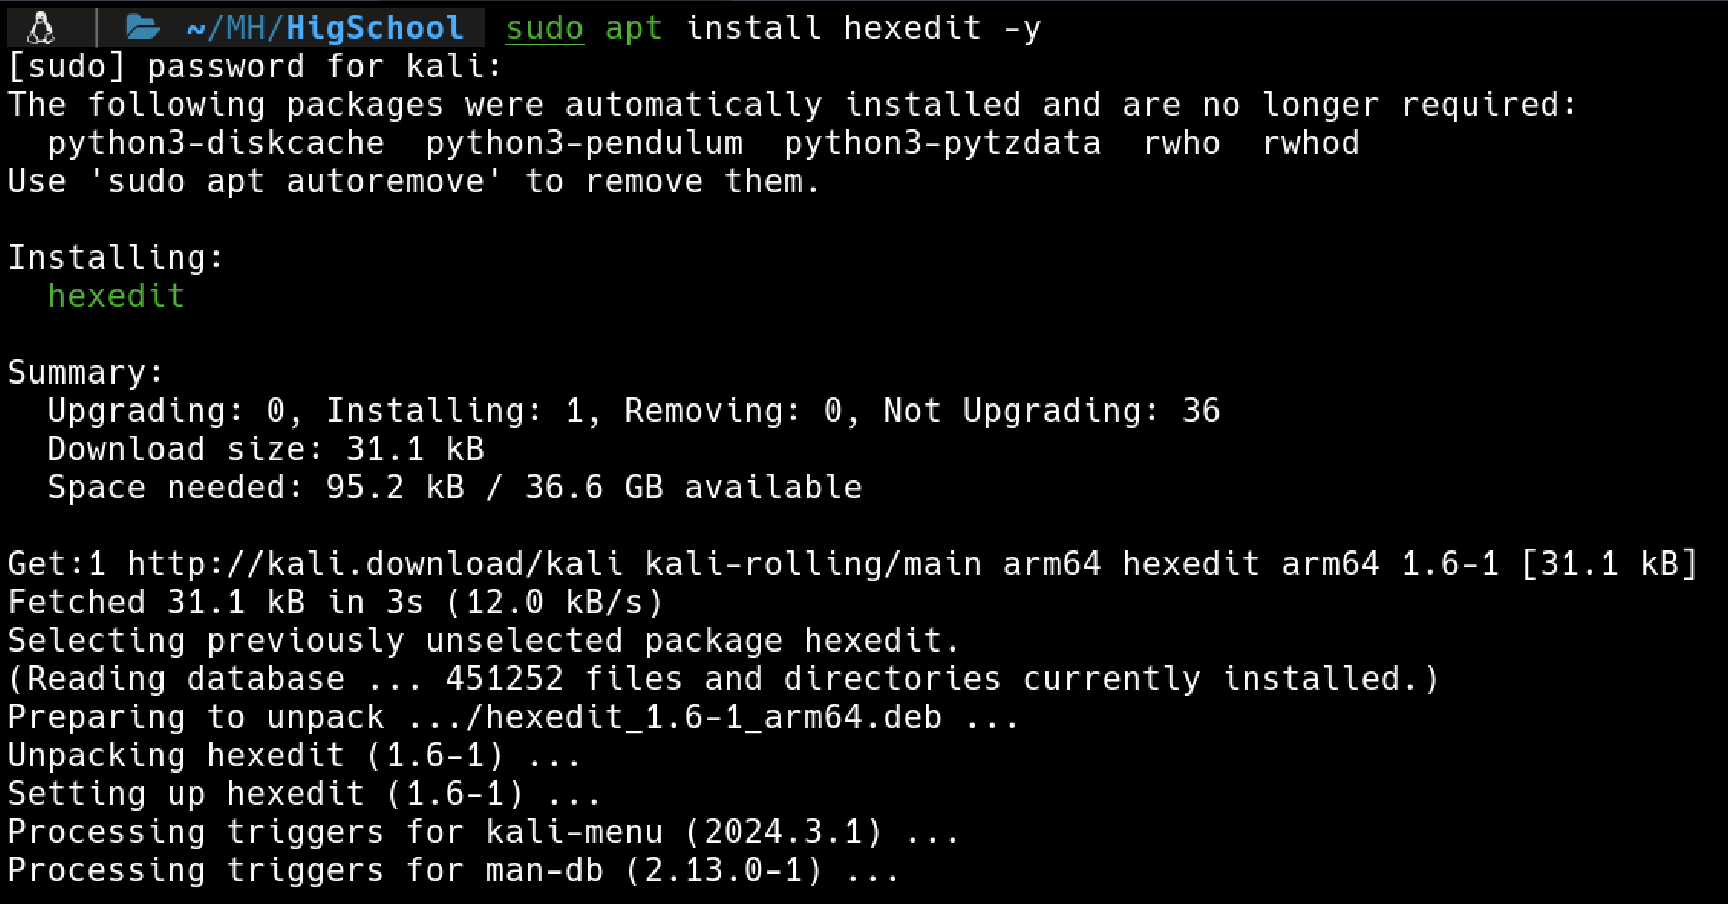 ~/MH/HigSchool sudo apt install hexedit -y
[sudo] password for kali:
The following packages were automatically installed and are no longer required:
  python3-diskcache  python3-pendulum  python3-pytzdata  rwho  rwhod
Use 'sudo apt autoremove' to remove them.

Installing:
  hexedit

Summary:
  Upgrading: 0, Installing: 1, Removing: 0, Not Upgrading: 36
  Download size: 31.1 kB
  Space needed: 95.2 kB / 36.6 GB available

Get:1 http://kali.download/kali kali-rolling/main arm64 hexedit arm64 1.6-1 [31.1 kB]
Fetched 31.1 kB in 3s (12.0 kB/s)
Selecting previously unselected package hexedit.
(Reading database ... 451252 files and directories currently installed.)
Preparing to unpack .../hexedit_1.6-1_arm64.deb ...
Unpacking hexedit (1.6-1) ...
Setting up hexedit (1.6-1) ...
Processing triggers for kali-menu (2024.3.1) ...
Processing triggers for man-db (2.13.0-1) ...